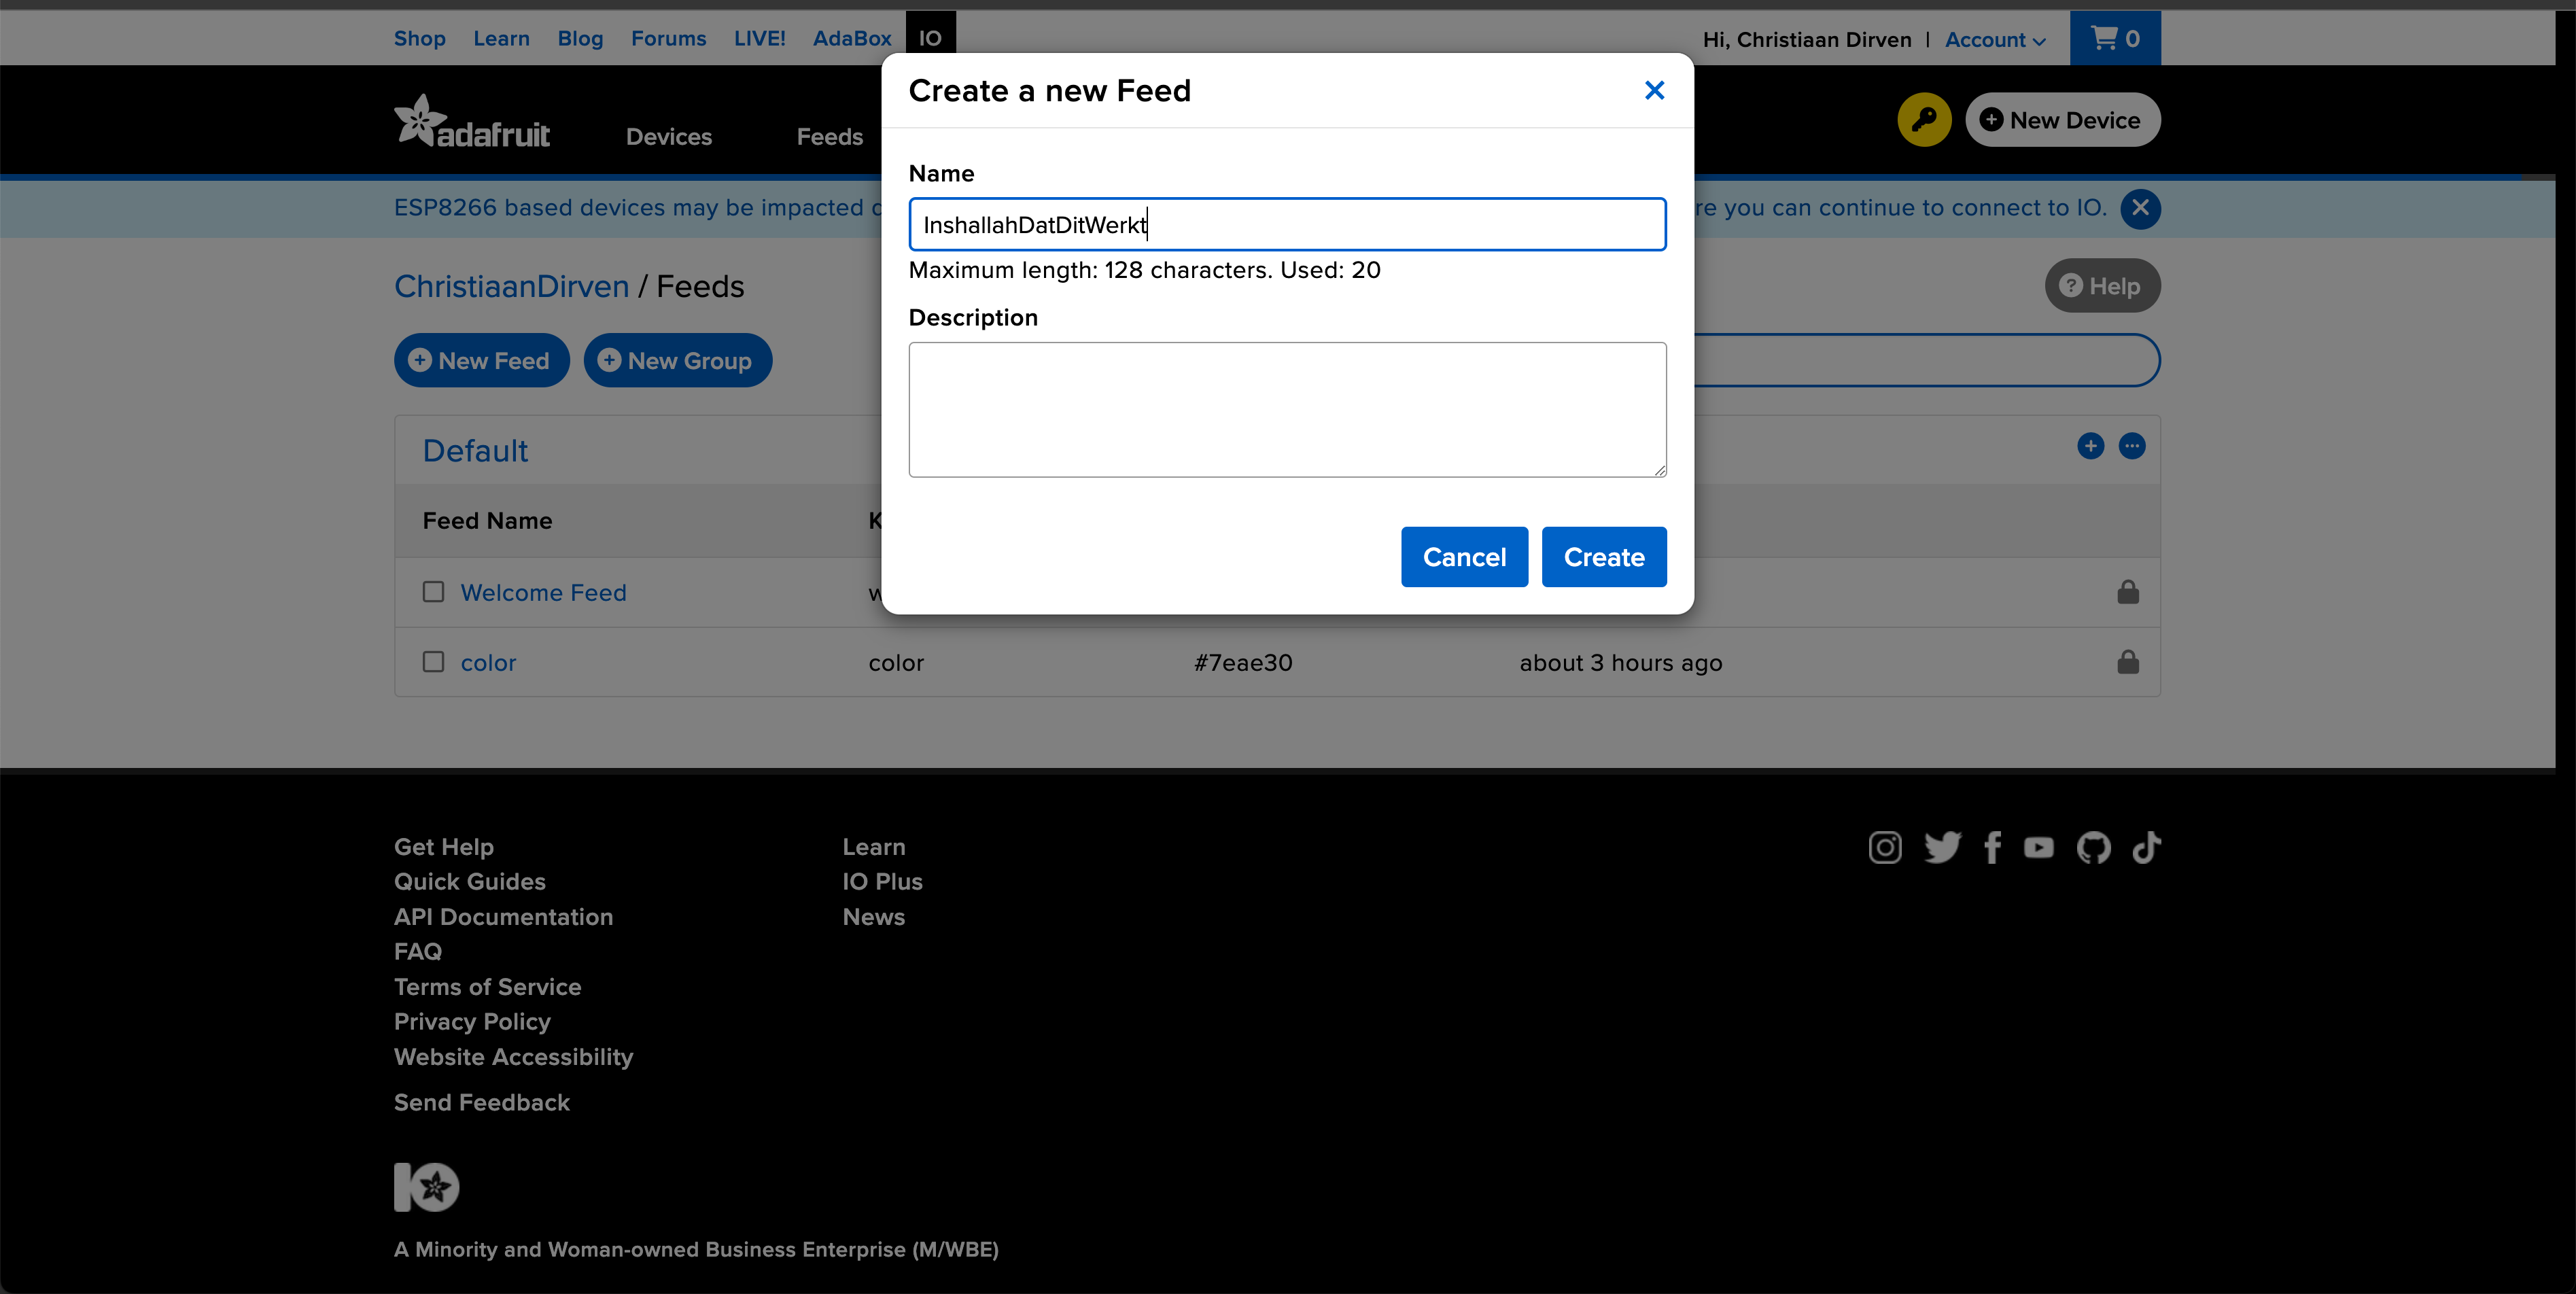 Shop Learn Blog Forums LIVE! AdaBox IO Hi, Christiaan Dirven | Account 0
Create a new Feed
adafruit Devices Feeds New Device
Name
ESP8266 based devices may be impacted re you can continue to connect to IO.
InshallahDatDitWerkt
Maximum length: 128 characters. Used: 20
ChristiaanDirven / Feeds Help
Description
New Feed New Group
Default
Feed Name
Cancel Create
Welcome Feed
color color #7eae30 about 3 hours ago
Get Help Learn
Quick Guides IO Plus
API Documentation News
FAQ
Terms of Service
Privacy Policy
Website Accessibility
Send Feedback
A Minority and Woman-owned Business Enterprise (M/WBE)